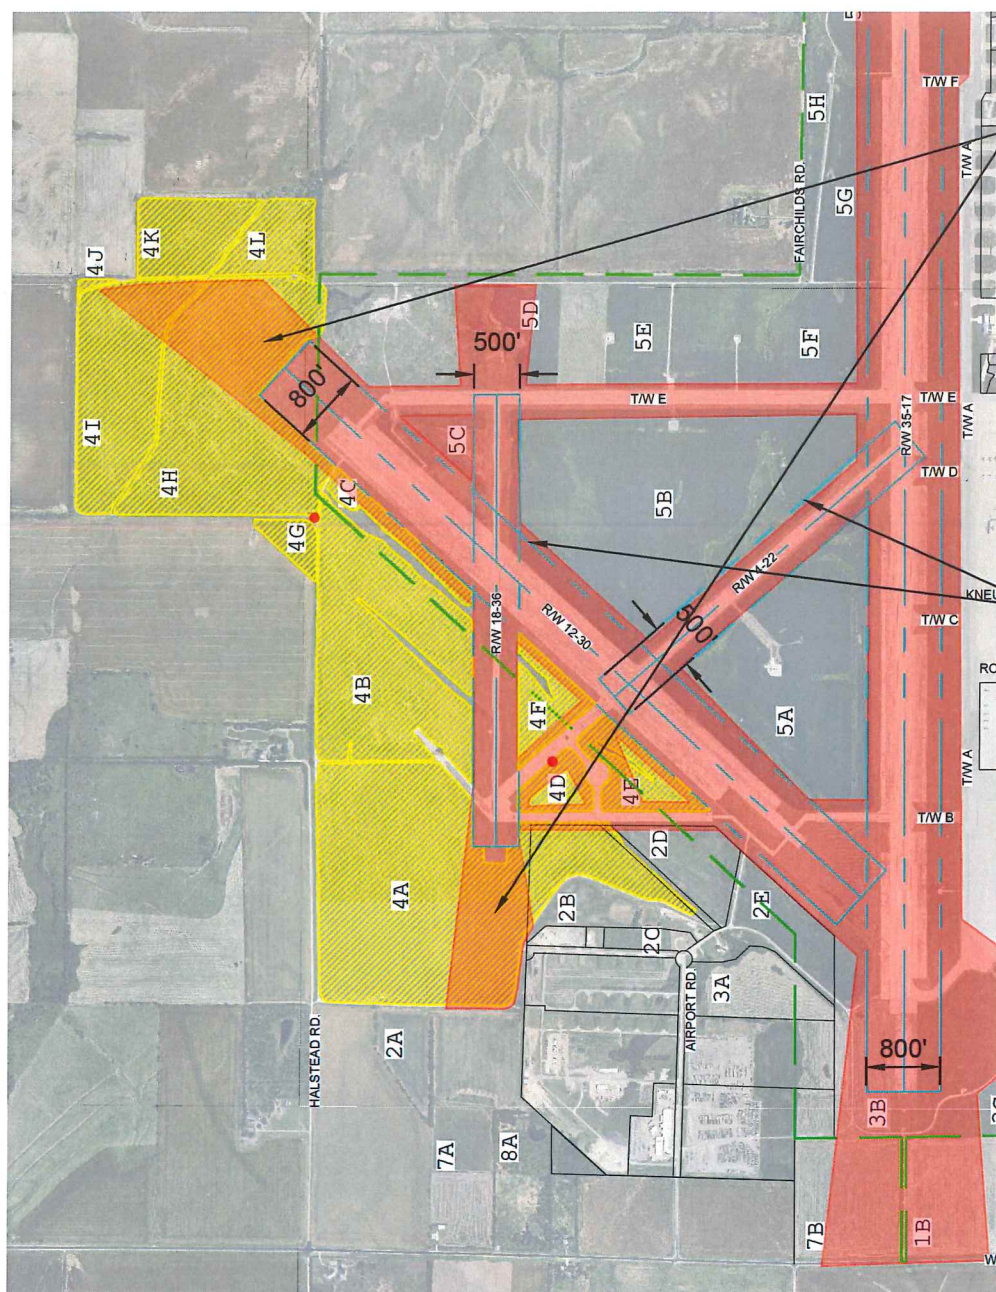 T/W F
5H
T/W A
FAIRCHILDS RD.
5G
4J
4K
4L
5D
5E
5F
500'
800'
T/W E
T/W E
4I
5C
R/W 35-17
T/W A
4H
4C
5B
T/W D
4G
R/W 4-22
KNEU
R/W 18-36
R/W 12-30
T/W C
500'
4B
4F
5A
T/W A
4D
4E
T/W B
2D
4A
2B
2E
2C
3A
AIRPORT RD.
HALSTEAD RD.
2A
800'
3B
7A
8A
7B
1B
W